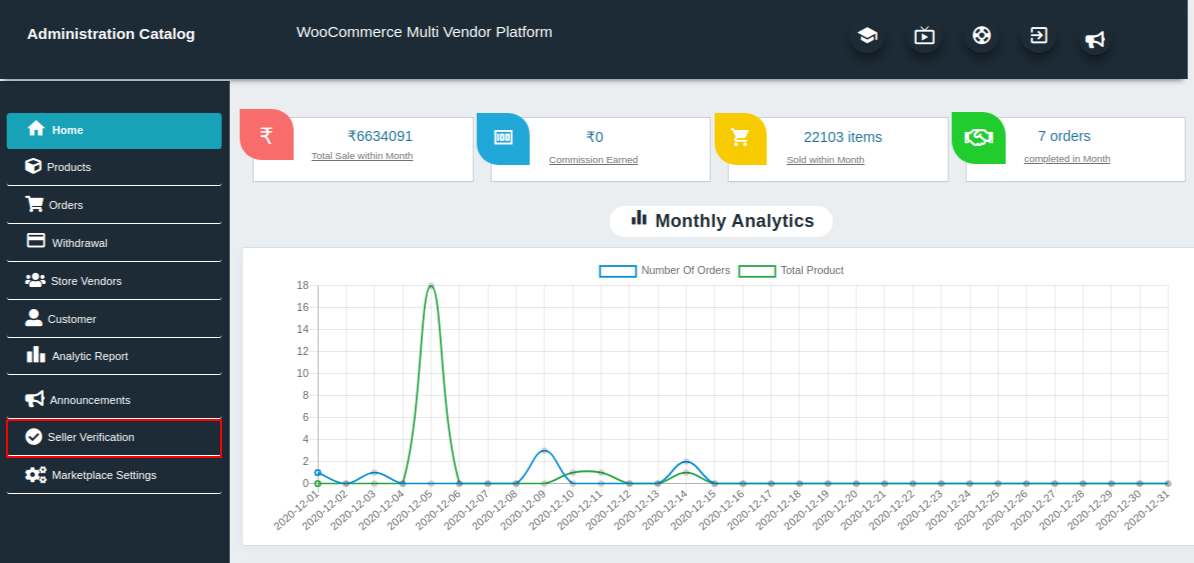 Administration Catalog
WooCommerce Multi Vendor Platform
Home
Products
Orders
Withdrawal
Store Vendors
Customer
Analytic Report
Announcements
Seller Verification
Marketplace Settings
₹
₹6634091
Total Sale within Month
₹0
Commission Earned
22103 items
Sold within Month
7 orders
completed in Month
Monthly Analytics
Number Of Orders
Total Product
18
16
14
12
10
8
6
4
2
0
2020-12-01
2020-12-02
2020-12-03
2020-12-04
2020-12-05
2020-12-06
2020-12-07
2020-12-08
2020-12-09
2020-12-10
2020-12-11
2020-12-12
2020-12-13
2020-12-14
2020-12-15
2020-12-16
2020-12-17
2020-12-18
2020-12-19
2020-12-20
2020-12-21
2020-12-22
2020-12-23
2020-12-24
2020-12-25
2020-12-26
2020-12-27
2020-12-28
2020-12-29
2020-12-30
2020-12-31